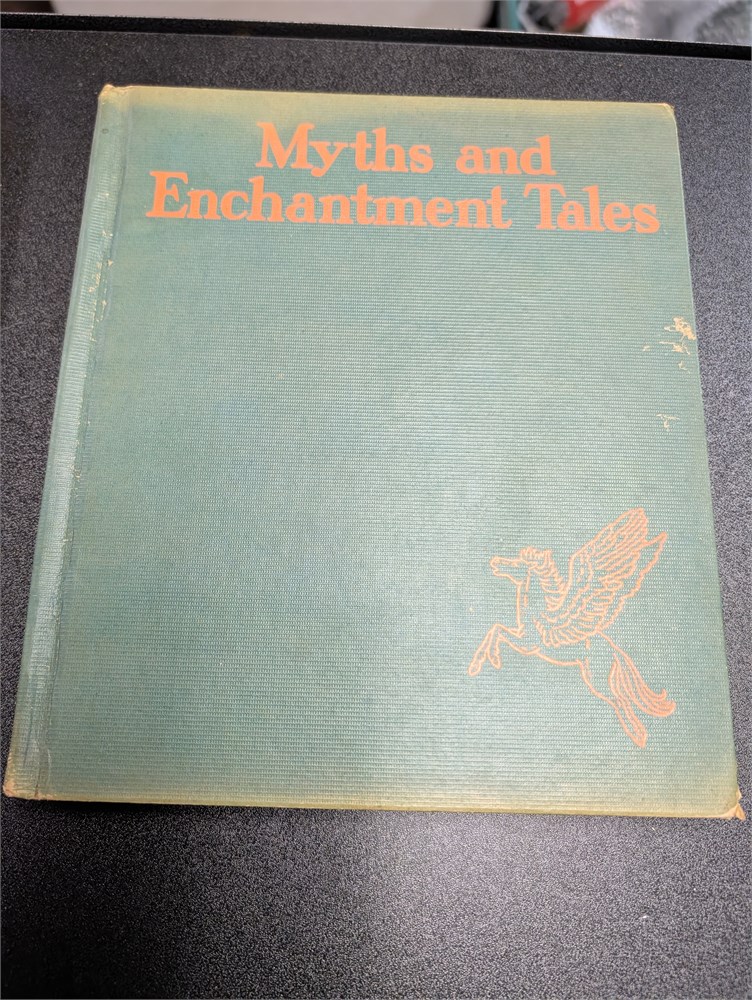 Myths and
Enchantment Tales